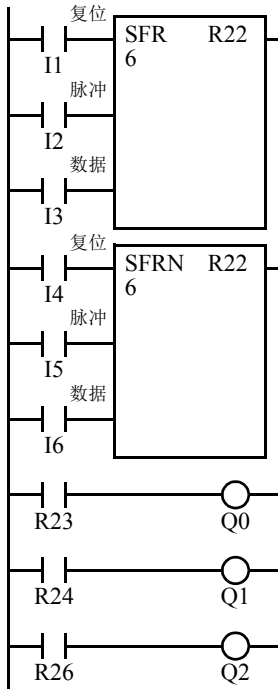 复位
I1
SFR R22
6
脉冲
I2
数据
I3
复位
I4
SFRN R22
6
脉冲
I5
数据
I6
R23 Q0
R24 Q1
R26 Q2